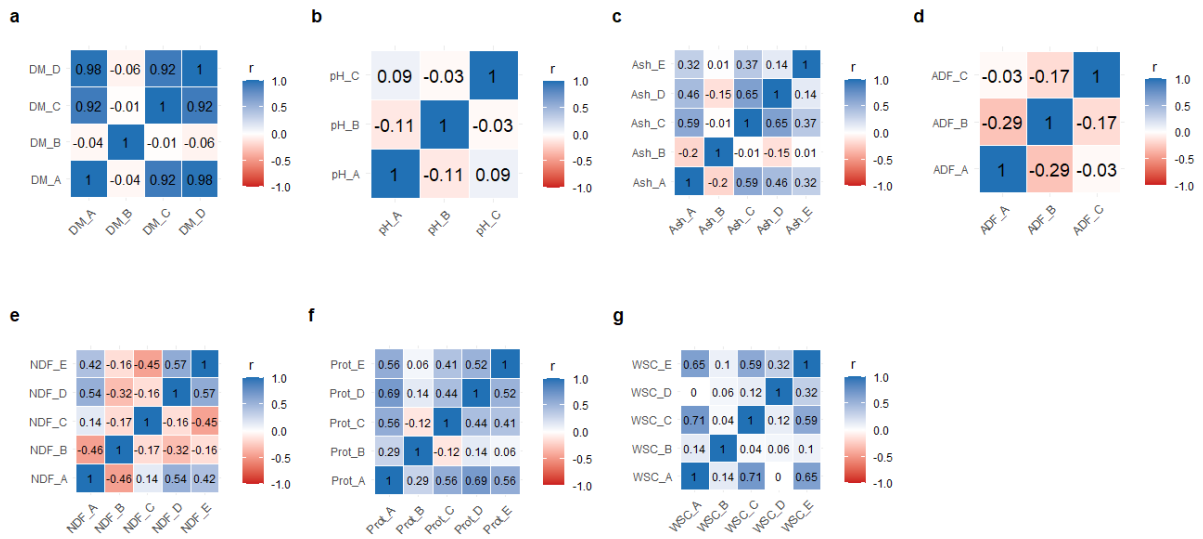 a
DM_D 0.98 -0.06 0.92 1
DM_C 0.92 -0.01 1 0.92
DM_B -0.04 1 -0.01 -0.06
DM_A 1 -0.04 0.92 0.98
DM_A DM_B DM_C DM_D
r
1.0
0.5
0.0
-0.5
-1.0
b
pH_C 0.09 -0.03 1
pH_B -0.11 1 -0.03
pH_A 1 -0.11 0.09
pH_A pH_B pH_C
r
1.0
0.5
0.0
-0.5
-1.0
c
Ash_E 0.32 0.01 0.37 0.14 1
Ash_D 0.46 -0.15 0.65 1 0.14
Ash_C 0.59 -0.01 1 0.65 0.37
Ash_B -0.2 1 -0.01 -0.15 0.01
Ash_A 1 -0.2 0.59 0.46 0.32
Ash_A Ash_B Ash_C Ash_D Ash_E
r
1.0
0.5
0.0
-0.5
-1.0
d
ADF_C -0.03 -0.17 1
ADF_B -0.29 1 -0.17
ADF_A 1 -0.29 -0.03
ADF_A ADF_B ADF_C
r
1.0
0.5
0.0
-0.5
-1.0
e
NDF_E 0.42 -0.16 -0.45 0.57 1
NDF_D 0.54 -0.32 -0.16 1 0.57
NDF_C 0.14 -0.17 1 -0.16 -0.45
NDF_B -0.46 1 -0.17 -0.32 -0.16
NDF_A 1 -0.46 0.14 0.54 0.42
NDF_A NDF_B NDF_C NDF_D NDF_E
r
1.0
0.5
0.0
-0.5
-1.0
f
Prot_E 0.56 0.06 0.41 0.52 1
Prot_D 0.69 0.14 0.44 1 0.52
Prot_C 0.56 -0.12 1 0.44 0.41
Prot_B 0.29 1 -0.12 0.14 0.06
Prot_A 1 0.29 0.56 0.69 0.56
Prot_A Prot_B Prot_C Prot_D Prot_E
r
1.0
0.5
0.0
-0.5
-1.0
g
WSC_E 0.65 0.1 0.59 0.32 1
WSC_D 0 0.06 0.12 1 0.32
WSC_C 0.71 0.04 1 0.12 0.59
WSC_B 0.14 1 0.04 0.06 0.1
WSC_A 1 0.14 0.71 0 0.65
WSC_A WSC_B WSC_C WSC_D WSC_E
r
1.0
0.5
0.0
-0.5
-1.0